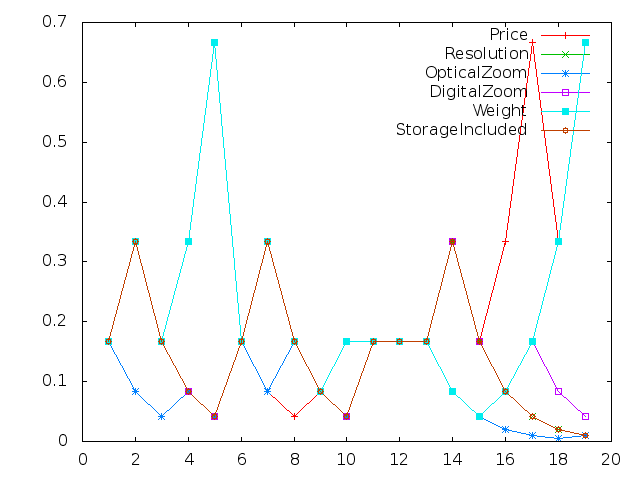 0.7
0.6
0.5
0.4
0.3
0.2
0.1
0
0 2 4 6 8 10 12 14 16 18 20
Price
Resolution
OpticalZoom
DigitalZoom
Weight
StorageIncluded